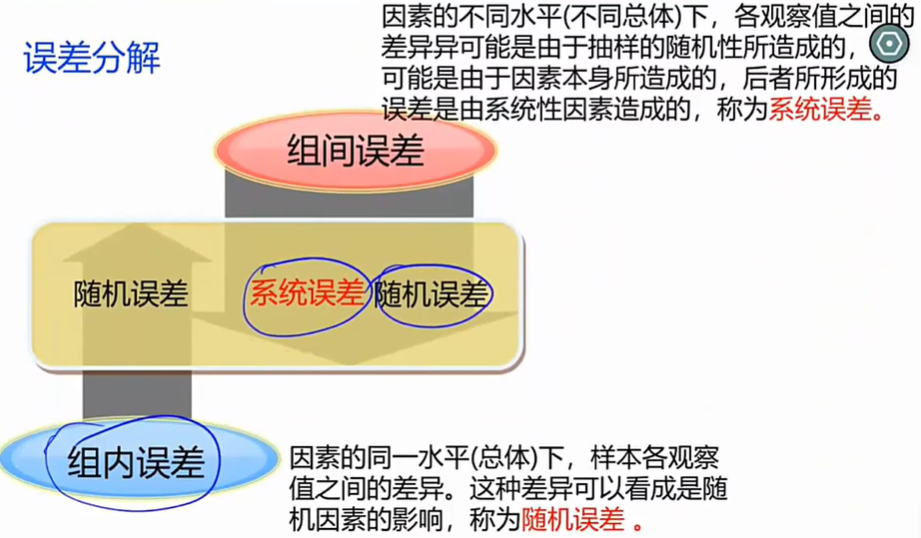 误差分解
因素的不同水平(不同总体)下，各观察值之间的
差异异可能是由于抽样的随机性所造成的，
可能是由于因素本身所造成的，后者所形成的
误差是由系统性因素造成的，称为系统误差。
组间误差
随机误差 系统误差 随机误差
组内误差
因素的同一水平(总体)下，样本各观察
值之间的差异。这种差异可以看成是随
机因素的影响，称为随机误差 。